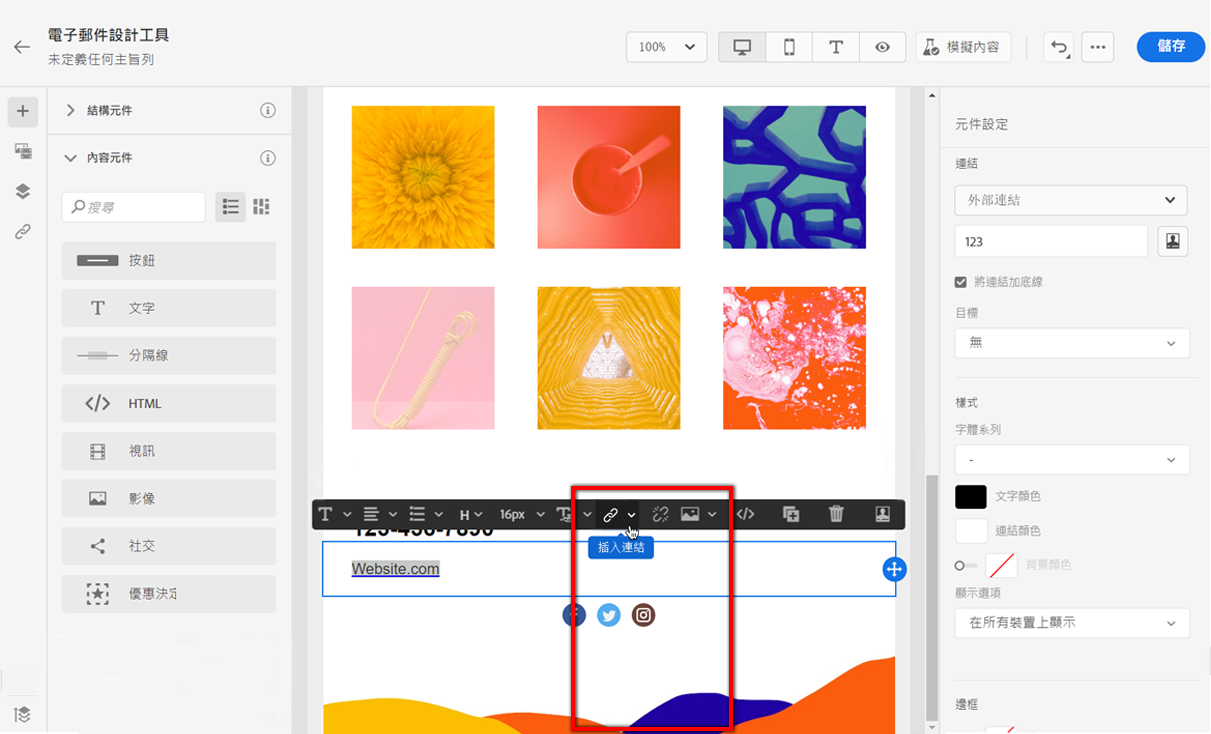 電子郵件設計工具
未定義任何主旨列
100%
模擬內容
儲存
結構元件
內容元件
搜尋
按鈕
文字
分隔線
HTML
視訊
影像
社交
優惠決定
H
16px
插入連結
Website.com
元件設定
連結
外部連結
123
將連結加底線
目標
無
樣式
字體系列
-
文字顏色
連結顏色
背景顏色
顯示選項
在所有裝置上顯示
邊框